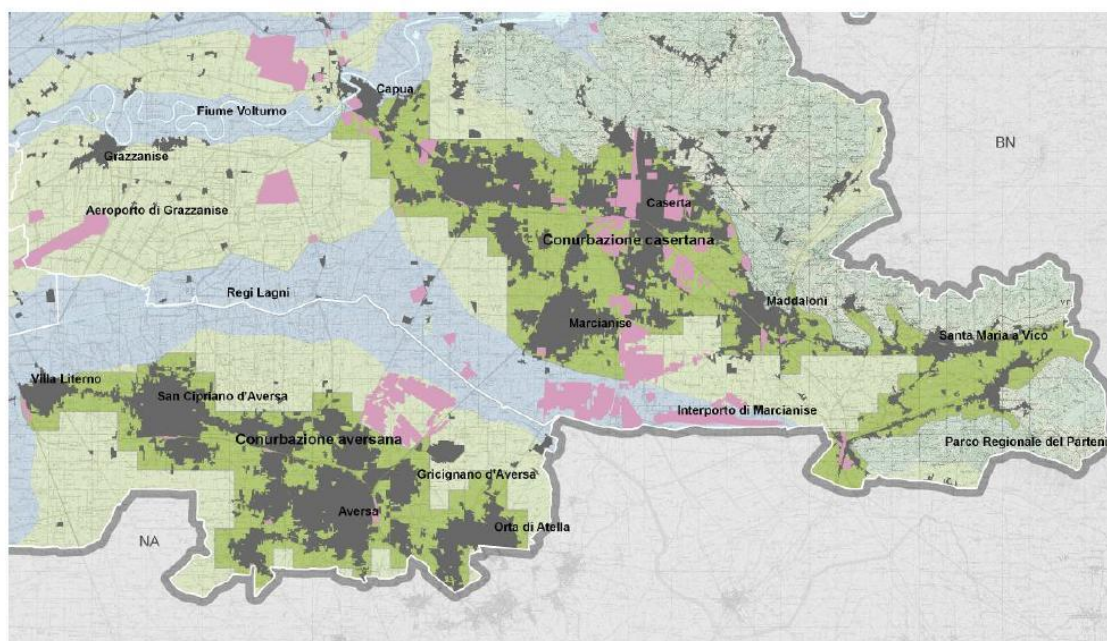 Capua
Fiume Volturno
BN
Grazzanise
Caserta
Aeroporto di Grazzanise
Conurbazione casertana
Regi Lagni
Maddaloni
Marcianise
Santa Maria a Vico
Villa Literno
San Cipriano d'Aversa
Interporto di Marcianise
Conurbazione aversana
Parco Regionale del Parteni
Gricignano d'Aversa
Aversa
Orta di Atella
NA